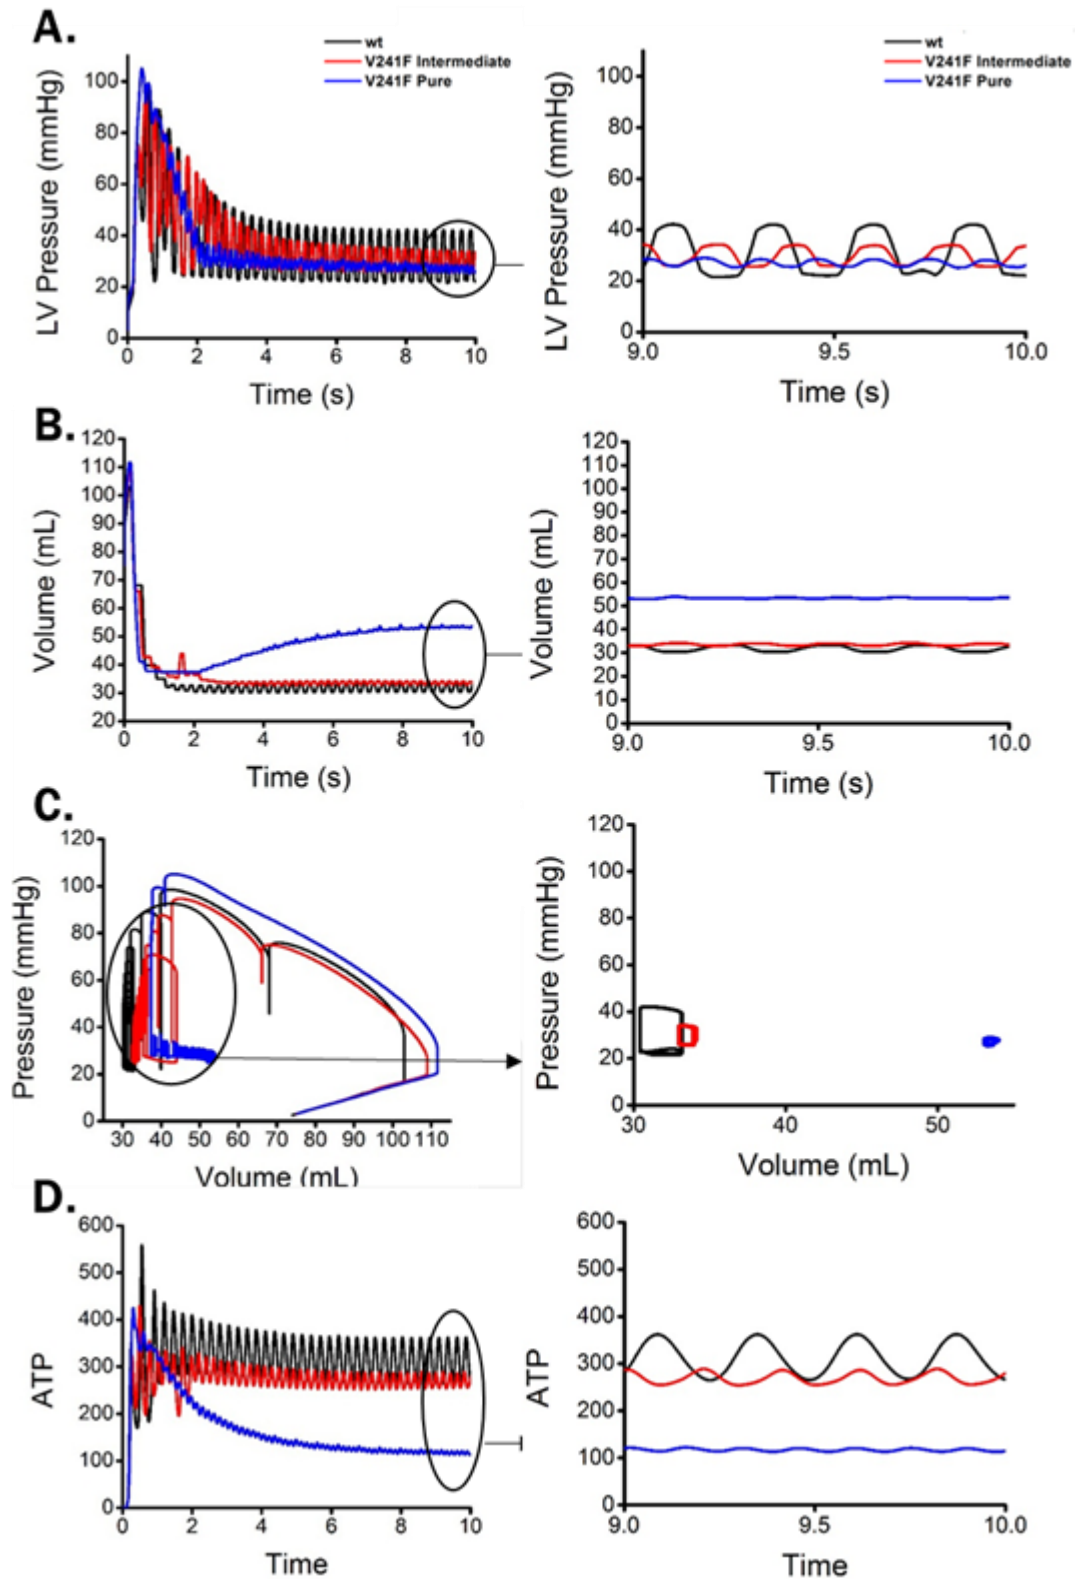 A.
wt
V241F Intermediate
V241F Pure
LV Pressure (mmHg)
100
80
60
40
20
0
0 2 4 6 8 10
Time (s)
wt
V241F Intermediate
V241F Pure
LV Pressure (mmHg)
100
80
60
40
20
0
9.0 9.5 10.0
Time (s)
B.
Volume (mL)
120
110
100
90
80
70
60
50
40
30
20
0 2 4 6 8 10
Time (s)
Volume (mL)
120
110
100
90
80
70
60
50
40
30
20
10
0
9.0 9.5 10.0
Time (s)
C.
Pressure (mmHg)
120
100
80
60
40
20
0
30 40 50 60 70 80 90 100 110
Volume (mL)
Pressure (mmHg)
120
100
80
60
40
20
0
30 40 50
Volume (mL)
D.
ATP
600
500
400
300
200
100
0
0 2 4 6 8 10
Time
ATP
600
500
400
300
200
100
0
9.0 9.5 10.0
Time